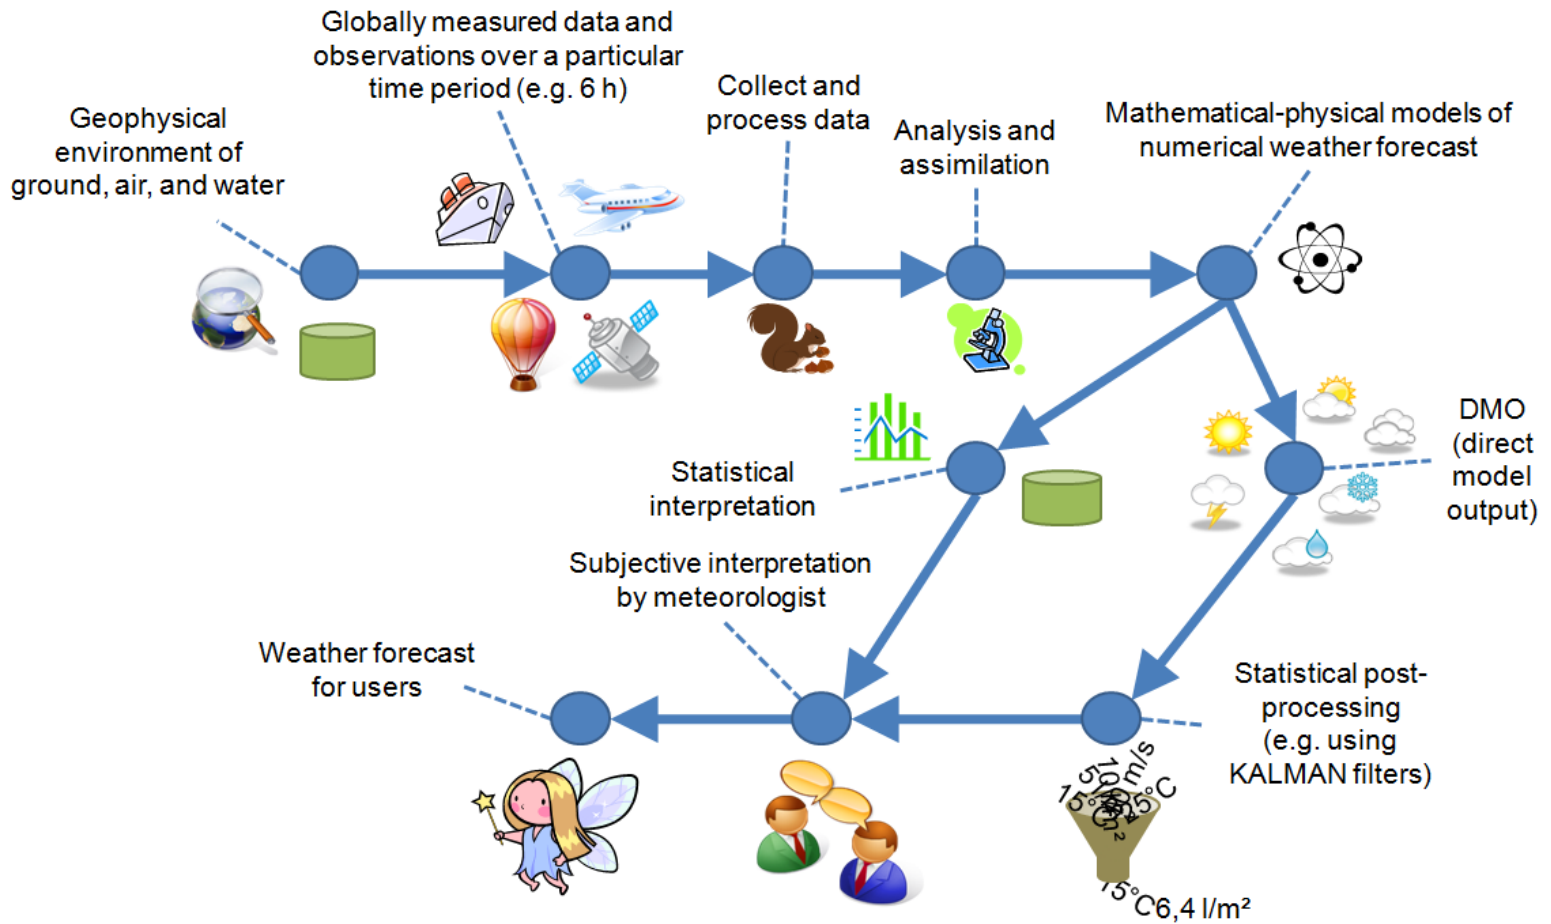 Globally measured data and
observations over a particular
time period (e.g. 6 h)
Geophysical
environment of
ground, air, and water
Collect and
process data
Analysis and
assimilation
Mathematical-physical models of
numerical weather forecast
DMO
(direct
model
output)
Statistical
interpretation
Subjective interpretation
by meteorologist
Weather forecast
for users
Statistical post-
processing
(e.g. using
KALMAN filters)
m/s
15°C
5°C
15°C
6,4 l/m²